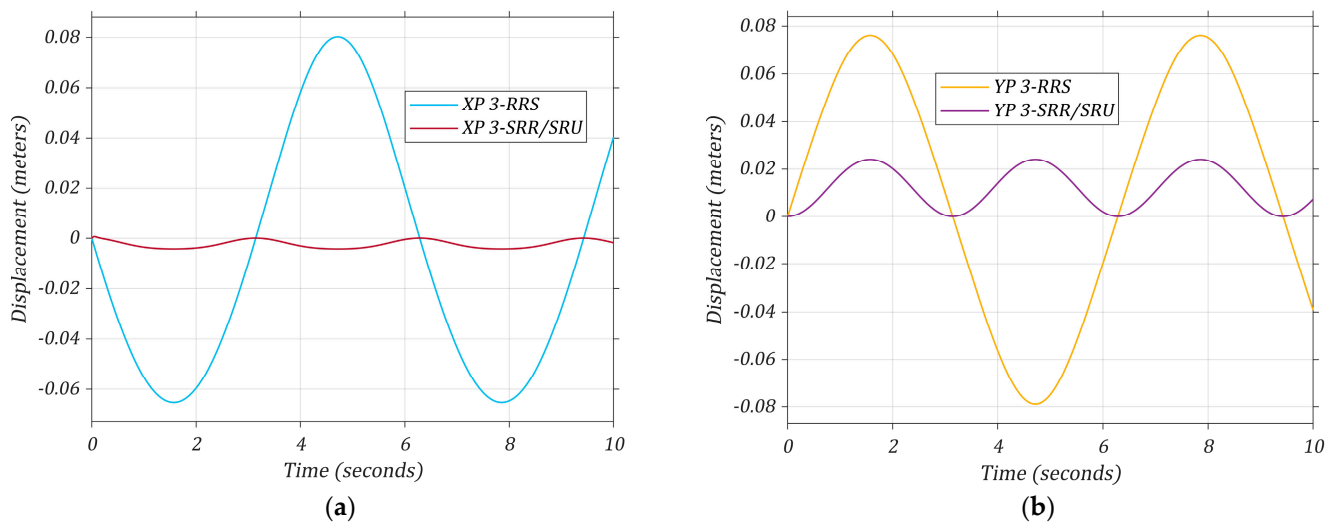 0.08
0.06
0.04
0.02
0
-0.02
-0.04
-0.06
Displacement (meters)
XP 3-RRS
XP 3-SRR/SRU
0 2 4 6 8 10
Time (seconds)
(a)
0.08
0.06
0.04
0.02
0
-0.02
-0.04
-0.06
-0.08
Displacement (meters)
YP 3-RRS
YP 3-SRR/SRU
0 2 4 6 8 10
Time (seconds)
(b)